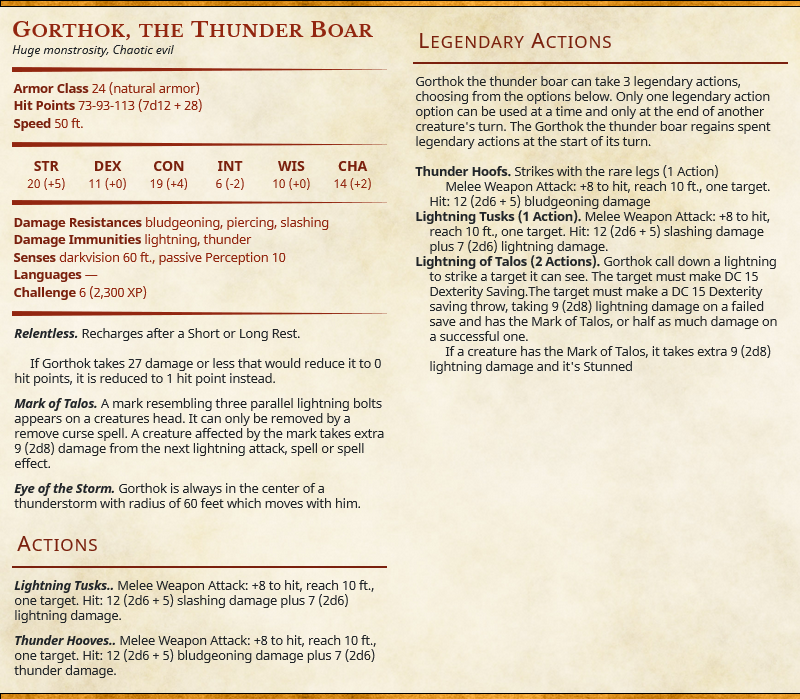 Gorthok, the Thunder Boar
Huge monstrosity, Chaotic evil
Armor Class 24 (natural armor)
Hit Points 73-93-113 (7d12 + 28)
Speed 50 ft.
STR DEX CON INT WIS CHA
20 (+5) 11 (+0) 19 (+4) 6 (-2) 10 (+0) 14 (+2)
Damage Resistances bludgeoning, piercing, slashing
Damage Immunities lightning, thunder
Senses darkvision 60 ft., passive Perception 10
Languages —
Challenge 6 (2,300 XP)
Relentless. Recharges after a Short or Long Rest.
If Gorthok takes 27 damage or less that would reduce it to 0
hit points, it is reduced to 1 hit point instead.
Mark of Talos. A mark resembling three parallel lightning bolts
appears on a creatures head. It can only be removed by a
remove curse spell. A creature affected by the mark takes extra
9 (2d8) damage from the next lightning attack, spell or spell
effect.
Eye of the Storm. Gorthok is always in the center of a
thunderstorm with radius of 60 feet which moves with him.
Actions
Lightning Tusks.. Melee Weapon Attack: +8 to hit, reach 10 ft.,
one target. Hit: 12 (2d6 + 5) slashing damage plus 7 (2d6)
lightning damage.
Thunder Hooves.. Melee Weapon Attack: +8 to hit, reach 10 ft.,
one target. Hit: 12 (2d6 + 5) bludgeoning damage plus 7 (2d6)
thunder damage.
Legendary Actions
Gorthok the thunder boar can take 3 legendary actions,
choosing from the options below. Only one legendary action
option can be used at a time and only at the end of another
creature's turn. The Gorthok the thunder boar regains spent
legendary actions at the start of its turn.
Thunder Hoofs. Strikes with the rare legs (1 Action)
Melee Weapon Attack: +8 to hit, reach 10 ft., one target.
Hit: 12 (2d6 + 5) bludgeoning damage
Lightning Tusks (1 Action). Melee Weapon Attack: +8 to hit,
reach 10 ft., one target. Hit: 12 (2d6 + 5) slashing damage
plus 7 (2d6) lightning damage.
Lightning of Talos (2 Actions). Gorthok call down a lightning
to strike a target it can see. The target must make DC 15
Dexterity Saving.The target must make a DC 15 Dexterity
saving throw, taking 9 (2d8) lightning damage on a failed
save and has the Mark of Talos, or half as much damage on
a successful one.
If a creature has the Mark of Talos, it takes extra 9 (2d8)
lightning damage and it's Stunned